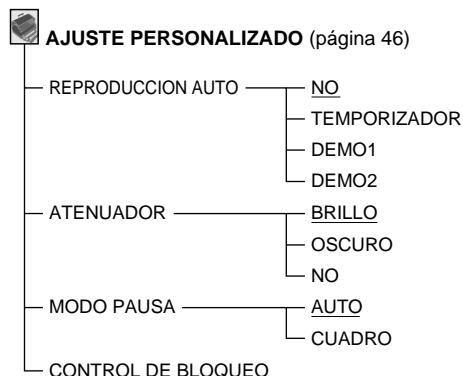 AJUSTE PERSONALIZADO (página 46)
REPRODUCCION AUTO NO
TEMPORIZADOR
DEMO1
DEMO2
ATENUADOR BRILLO
OSCURO
NO
MODO PAUSA AUTO
CUADRO
CONTROL DE BLOQUEO